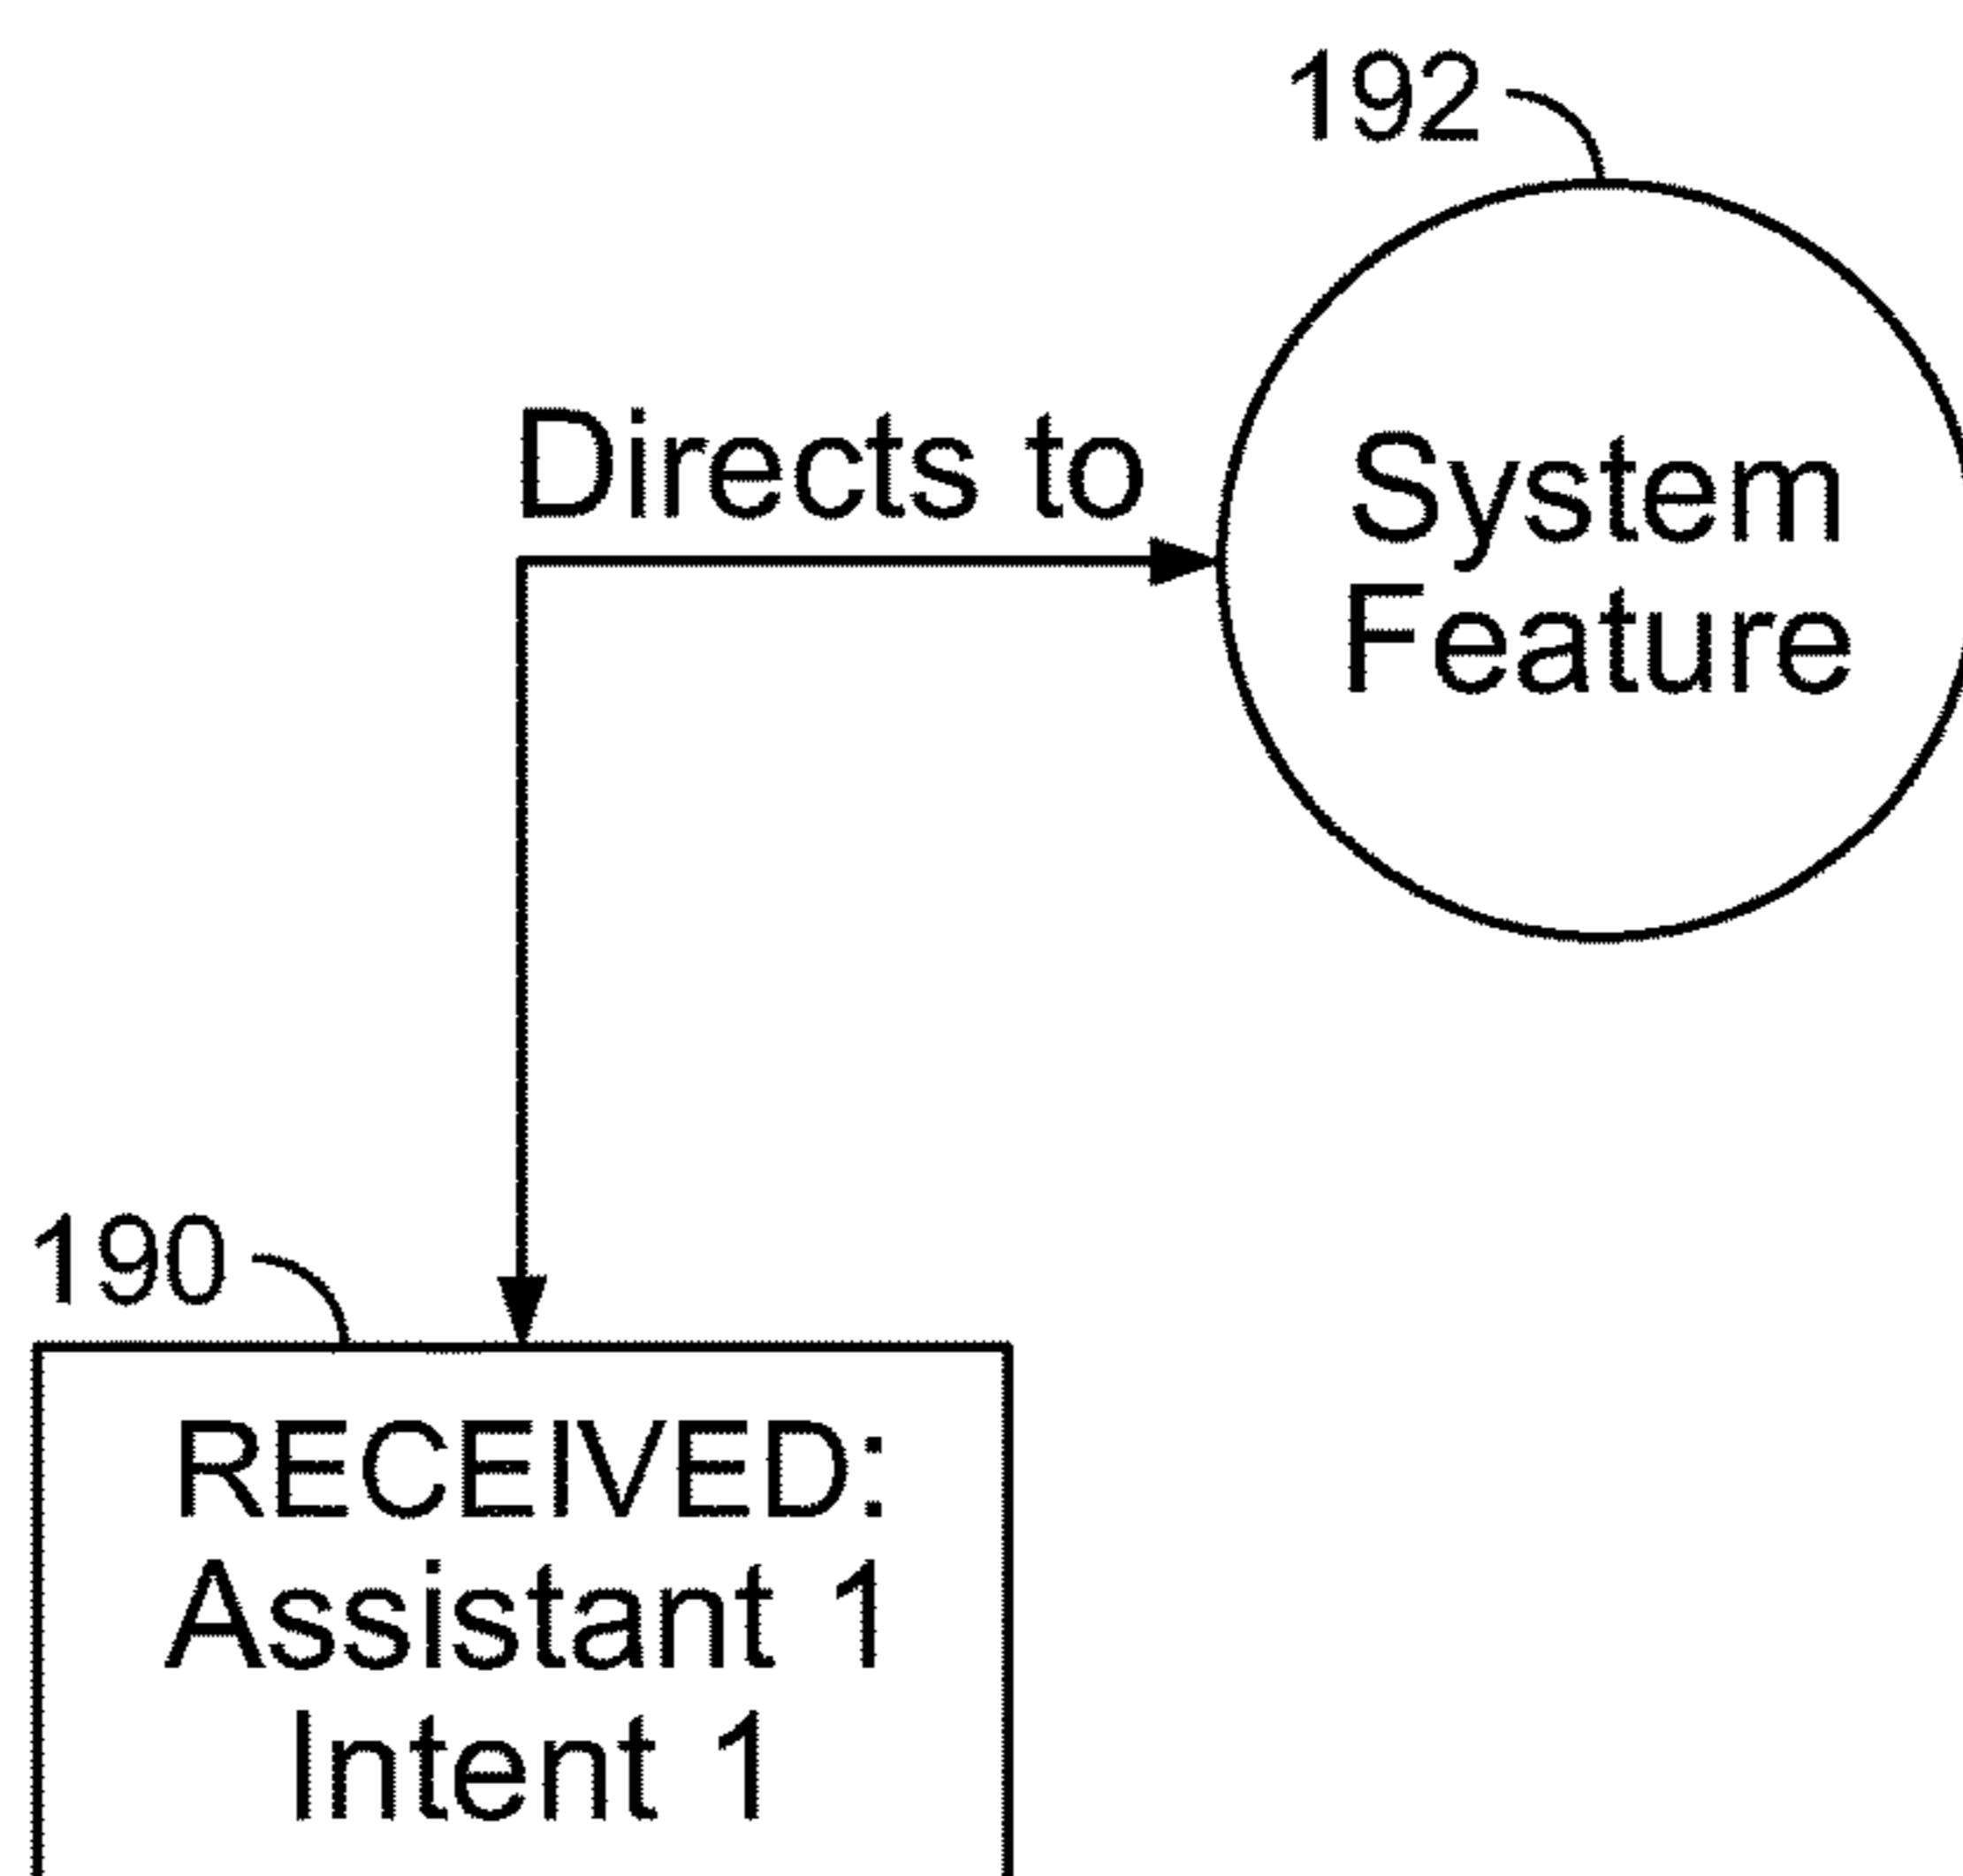 192
Directs to
System
Feature
190
RECEIVED:
Assistant 1
Intent 1